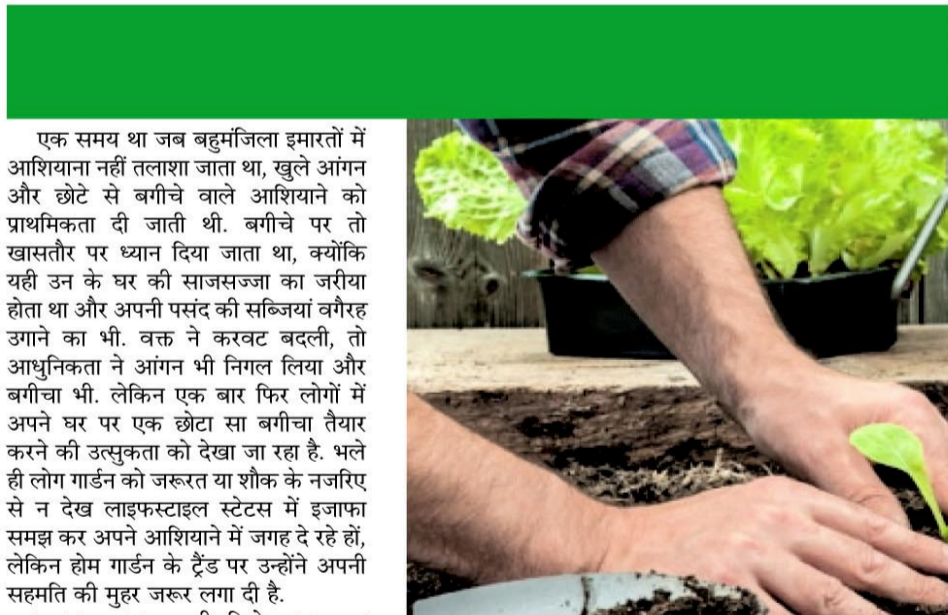 एक समय था जब बहुमंजिला इमारतों में
आशियाना नहीं तलाशा जाता था, खुले आंगन
और छोटे से बगीचे वाले आशियाने को
प्राथमिकता दी जाती थी. बगीचे पर तो
खासतौर पर ध्यान दिया जाता था, क्योंकि
यही उन के घर की साजसज्जा का जरीया
होता था और अपनी पसंद की सब्जियां वगैरह
उगाने का भी. वक्त ने करवट बदली, तो
आधुनिकता ने आंगन भी निगल लिया और
बगीचा भी. लेकिन एक बार फिर लोगों में
अपने घर पर एक छोटा सा बगीचा तैयार
करने की उत्सुकता को देखा जा रहा है. भले
ही लोग गार्डन को जरूरत या शौक के नजरिए
से न देख लाइफस्टाइल स्टेटस में इजाफा
समझ कर अपने आशियाने में जगह दे रहे हों,
लेकिन होम गार्डन के ट्रैंड पर उन्होंने अपनी
सहमति की मुहर जरूर लगा दी है.